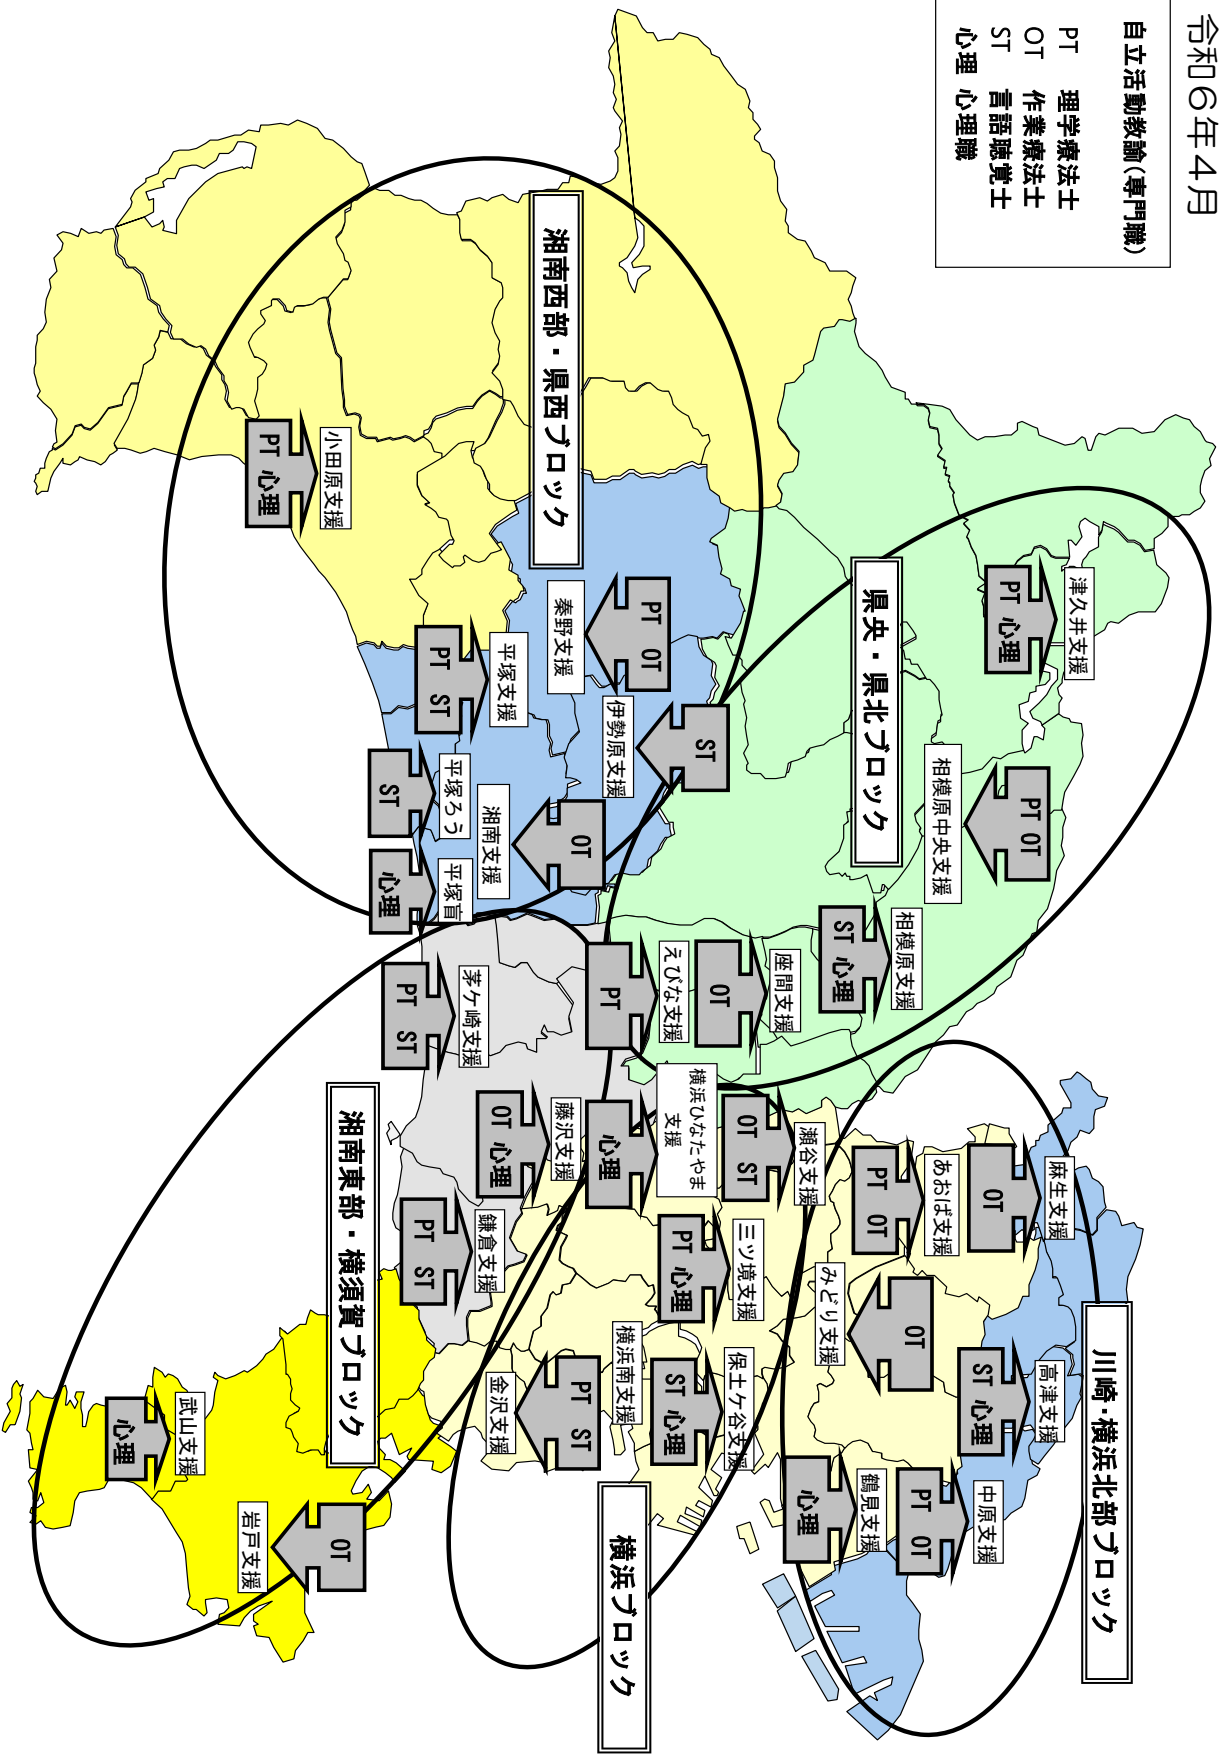 令和６年４月
自立活動教諭(専門職)
PT 理学療法士
OT 作業療法士
ST 言語聴覚士
心理 心理職
県央・県北ブロック
津久井支援
PT 心理
相模原中央支援
PT OT
相模原支援
ST 心理
座間支援
OT
えびな支援
PT
川崎・横浜北部ブロック
麻生支援
OT
あおば支援
PT OT
高津支援
ST 心理
みどり支援
OT
中原支援
PT OT
鶴見支援
心理
湘南西部・県西ブロック
秦野支援
PT OT
伊勢原支援
ST
平塚支援
PT ST
湘南支援
OT
平塚ろう
ST
平塚盲
心理
小田原支援
PT 心理
横浜ブロック
瀬谷支援
OT ST
横浜ひなたやま
支援
心理
三ツ境支援
PT 心理
保土ケ谷支援
ST 心理
横浜南支援
金沢支援
PT ST
湘南東部・横須賀ブロック
茅ケ崎支援
PT ST
藤沢支援
OT 心理
鎌倉支援
PT ST
武山支援
心理
岩戸支援
OT